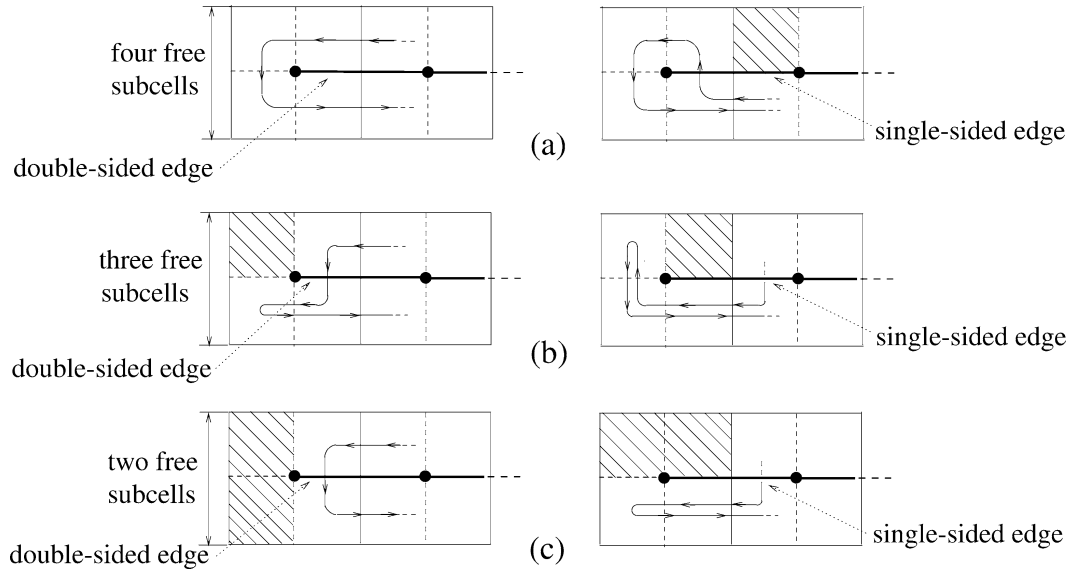 four free
subcells
double-sided edge
(a)
single-sided edge
three free
subcells
double-sided edge
(b)
single-sided edge
two free
subcells
double-sided edge
(c)
single-sided edge